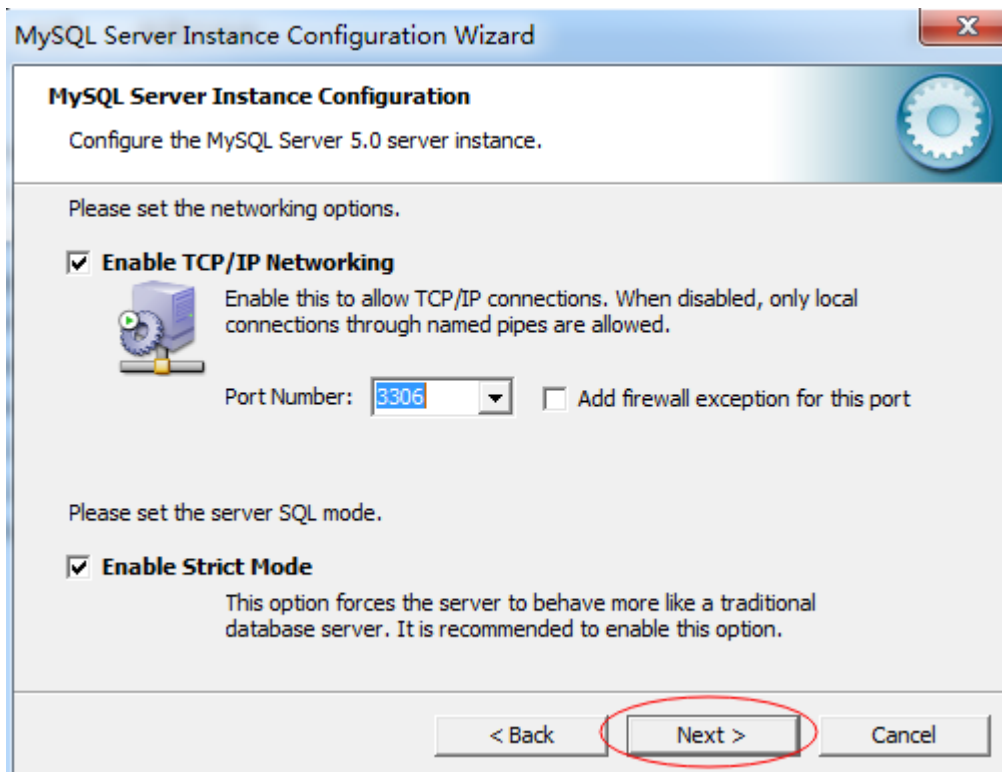 MySQL Server Instance Configuration Wizard
MySQL Server Instance Configuration
Configure the MySQL Server 5.0 server instance.
Please set the networking options.
Enable TCP/IP Networking
Enable this to allow TCP/IP connections. When disabled, only local
connections through named pipes are allowed.
Port Number: 3306 Add firewall exception for this port
Please set the server SQL mode.
Enable Strict Mode
This option forces the server to behave more like a traditional
database server. It is recommended to enable this option.
< Back Next > Cancel